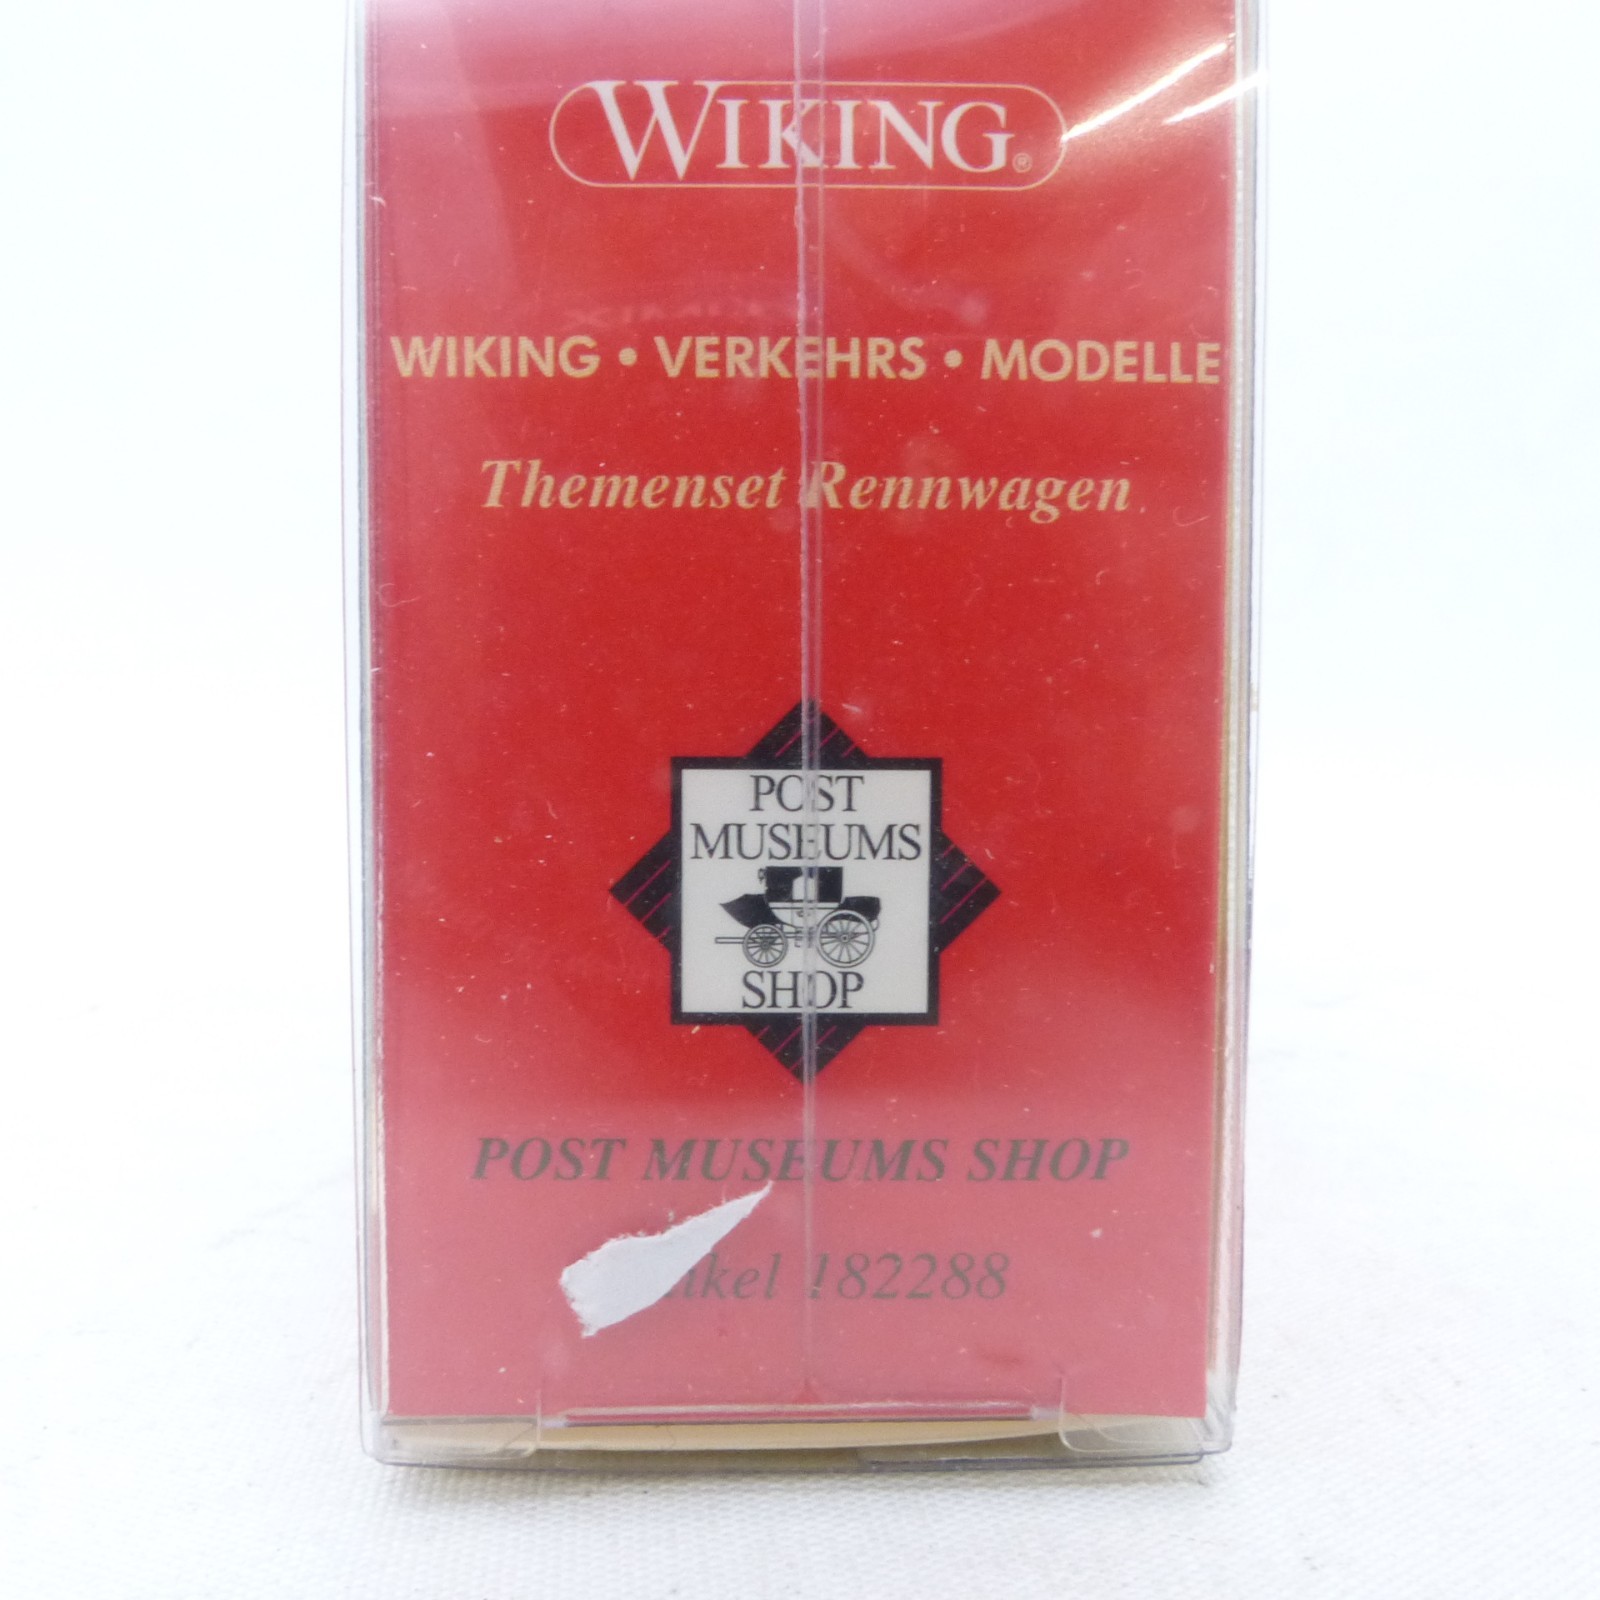 WIKING®
WIKING • VERKEHRS • MODELLE
Themenset Rennwagen
POST
MUSEUMS
SHOP
POST MUSEUMS SHOP
182288